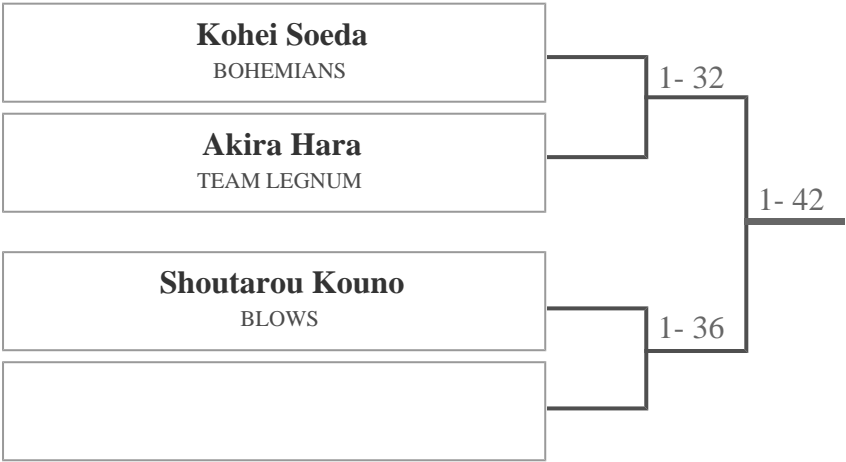 Kohei Soeda
BOHEMIANS
1- 32
Akira Hara
TEAM LEGNUM
1- 42
Shoutarou Kouno
BLOWS
1- 36